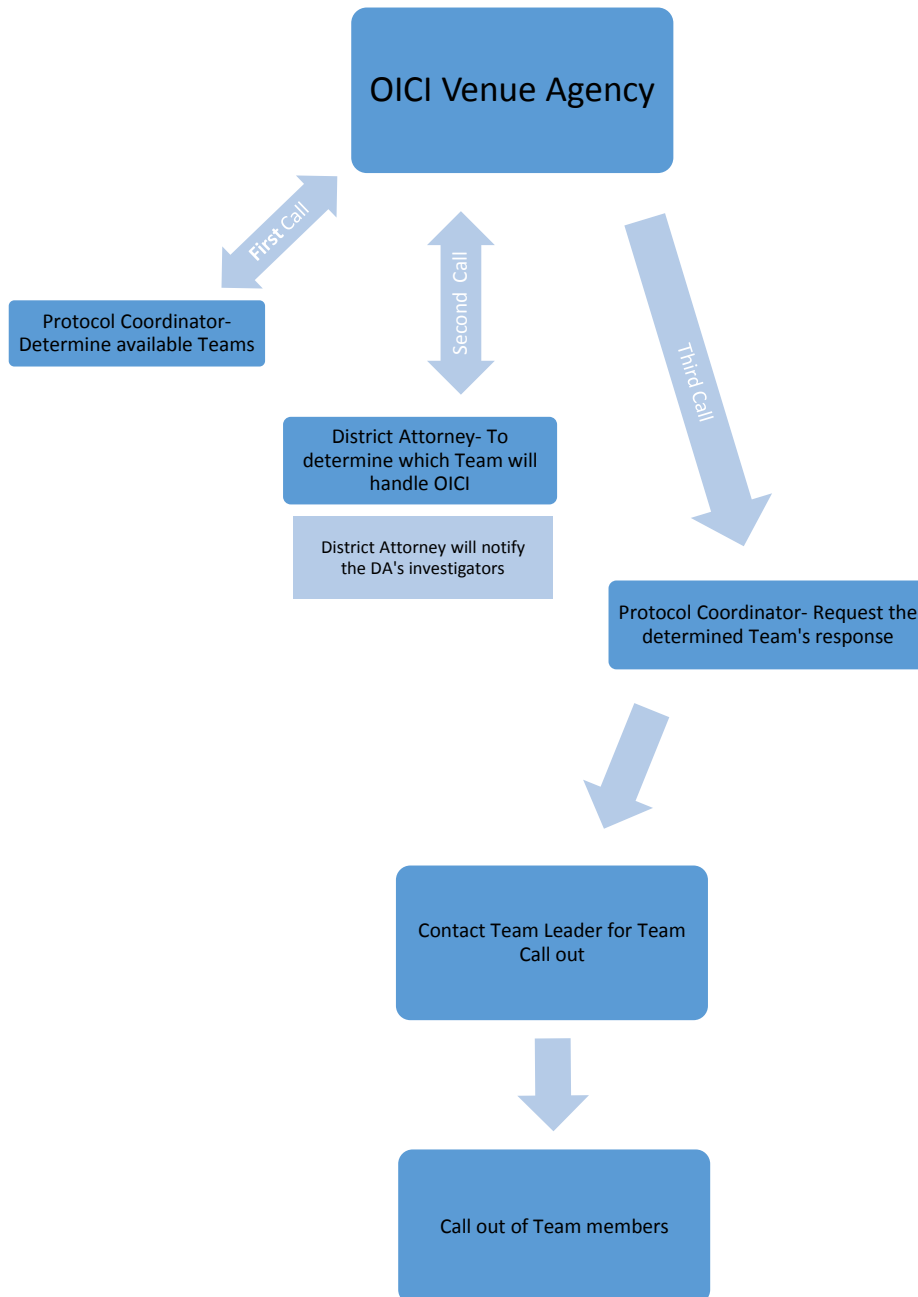 OICI Venue Agency
First Call
Second Call
Third Call
Protocol Coordinator-
Determine available Teams
District Attorney- To
determine which Team will
handle OICI
District Attorney will notify
the DA's investigators
Protocol Coordinator- Request the
determined Team's response
Contact Team Leader for Team
Call out
Call out of Team members